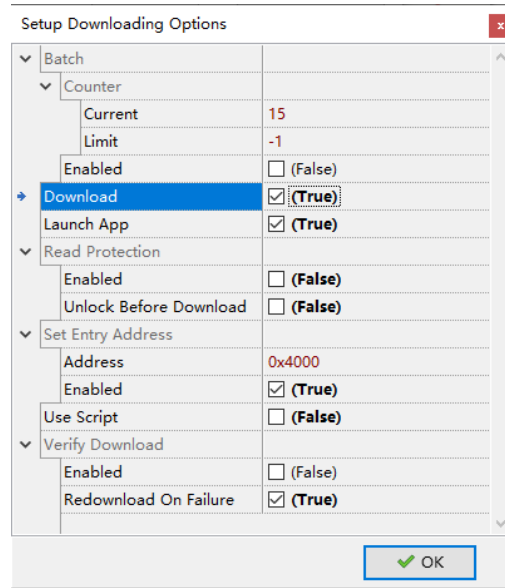 Setup Downloading Options
x
Batch
Counter
Current 15
Limit -1
Enabled (False)
Download (True)
Launch App (True)
Read Protection
Enabled (False)
Unlock Before Download (False)
Set Entry Address
Address 0x4000
Enabled (True)
Use Script (False)
Verify Download
Enabled (False)
Redownload On Failure (True)
OK